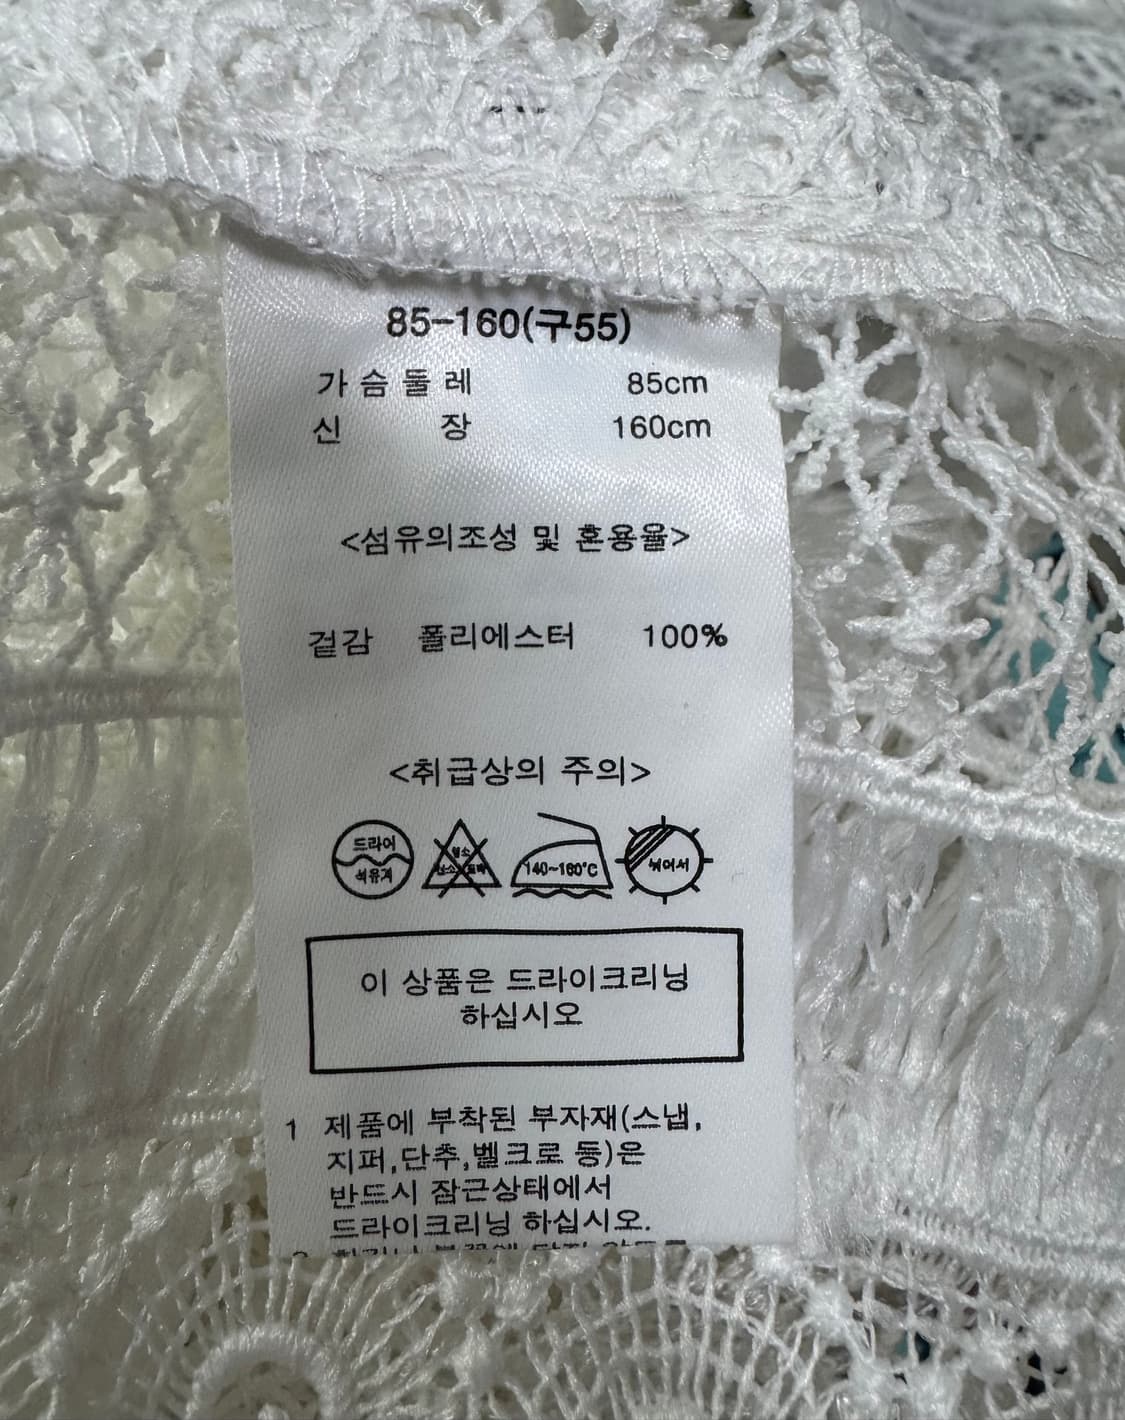 85-160(구55)
가슴둘레 85cm
신장 160cm
<섬유의조성 및 혼용율>
겉감 폴리에스터 100%
<취급상의 주의>
드라이
석유계
염소
140~160°C
뉘어서
이 상품은 드라이크리닝
하십시오
1 제품에 부착된 부자재(스냅,
지퍼,단추,벨크로 등)은
반드시 잠근상태에서
드라이크리닝 하십시오.